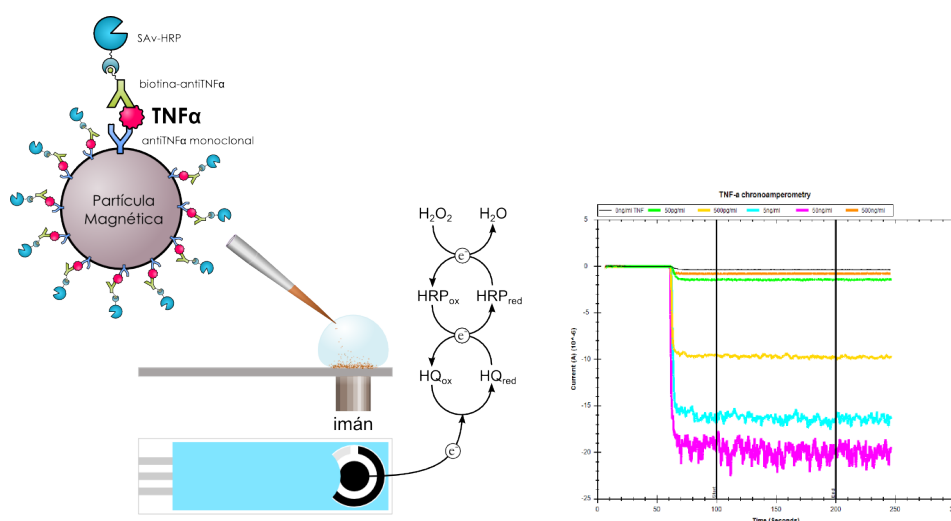 SAv-HRP
biotina-antiTNFα
TNFα
antiTNFα monoclonal
Partícula
Magnética
H2O2
H2O
e-
HRPox
HRPred
e-
HQox
HQred
imán
e-
TNF-α chronoamperometry
0ng/ml TNF 50pg/ml 500pg/ml 5ng/ml 50ng/ml 500ng/ml
Current (A) (10^-6)
5
0
-5
-10
-15
-20
-25
0 50 100 150 200 250 300
Time (Seconds)